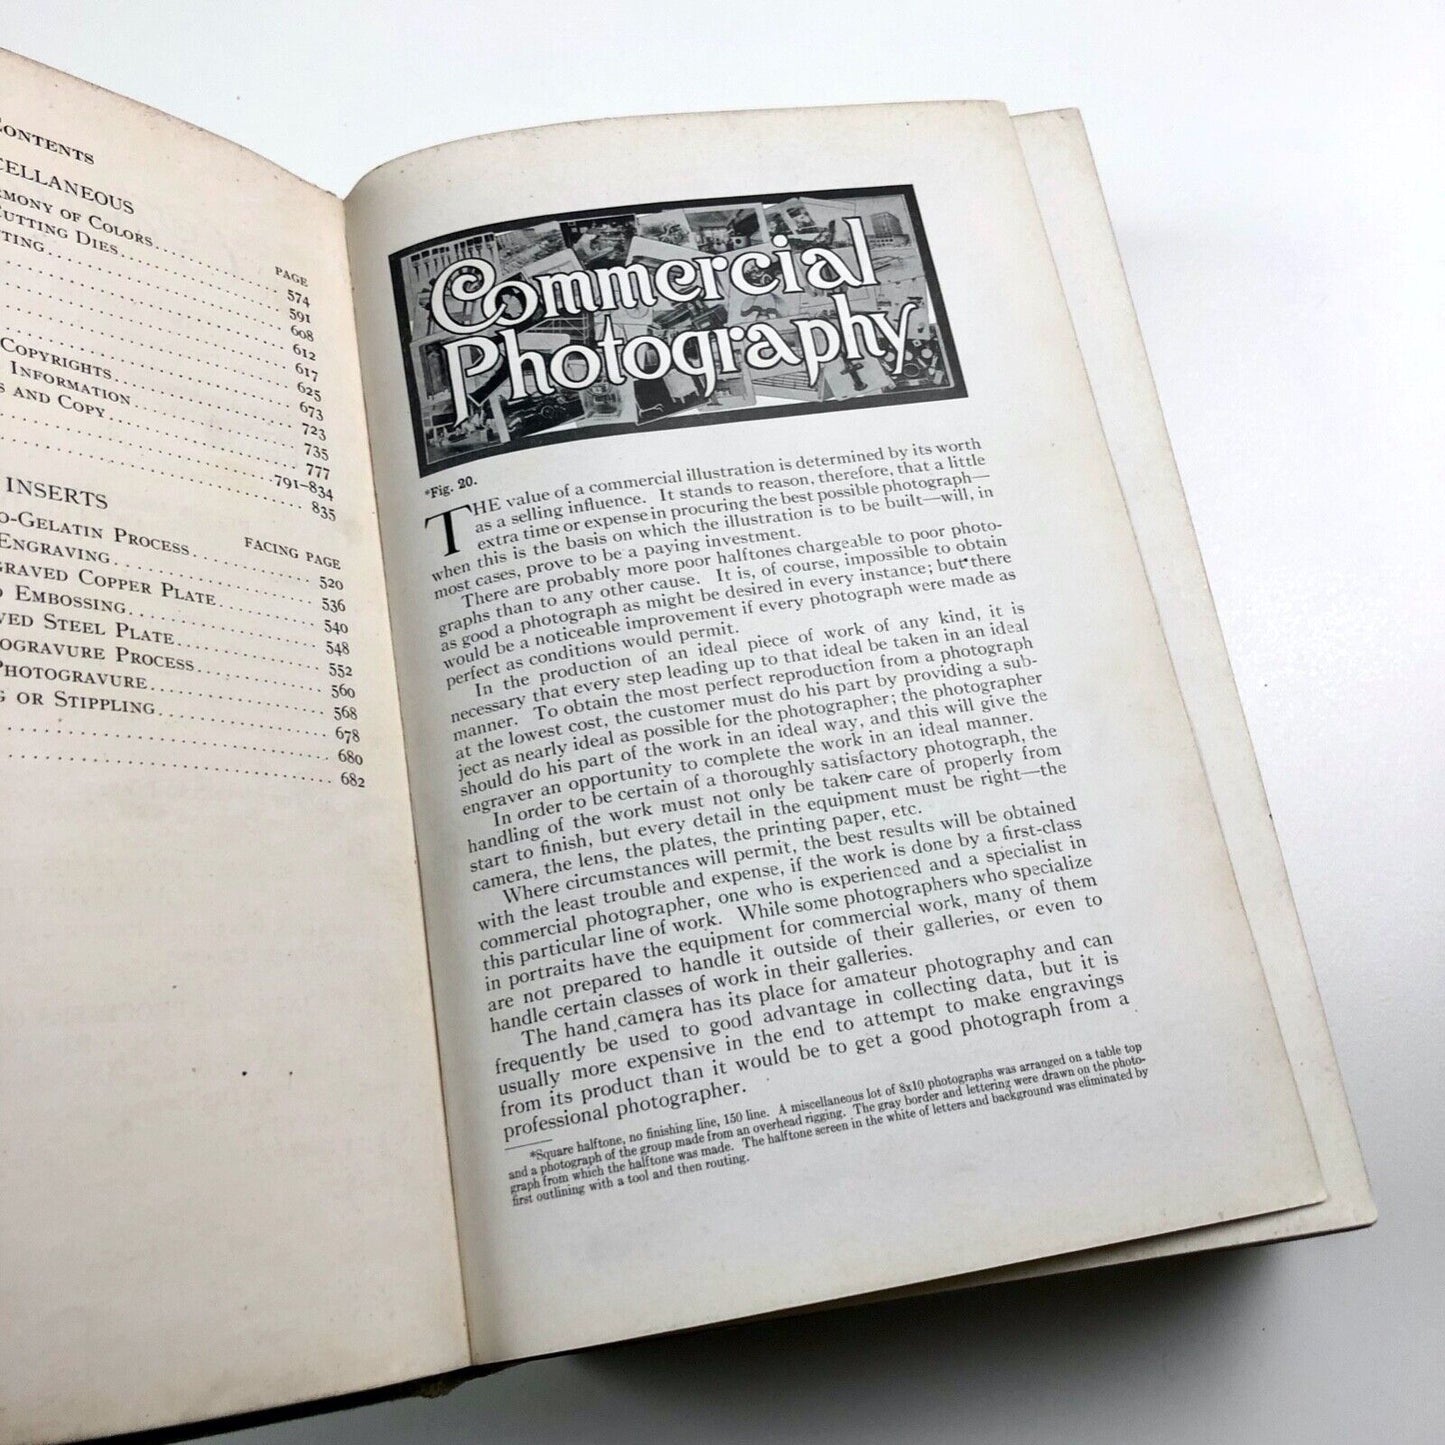 CONTENTS
CELLANEOUS
PAGE
RMONY OF COLORS 574
CUTTING DIES 591
TING 608
612
617
625
COPYRIGHTS 673
INFORMATION 723
S AND COPY 735
777
791–834
835
INSERTS
FACING PAGE
O-GELATIN PROCESS 520
ENGRAVING 536
GRAVED COPPER PLATE 540
EMBOSSING 548
VED STEEL PLATE 552
OGRAVURE PROCESS 560
PHOTOGRAVURE 568
G OR STIPPLING 678
680
682
Commercial
Photography
*Fig. 20.
THE value of a commercial illustration is determined by its worth
as a selling influence. It stands to reason, therefore, that a little
extra time or expense in procuring the best possible photograph—
when this is the basis on which the illustration is to be built—will, in
most cases, prove to be a paying investment.
There are probably more poor halftones chargeable to poor photo-
graphs than to any other cause. It is, of course, impossible to obtain
as good a photograph as might be desired in every instance; but there
would be a noticeable improvement if every photograph were made as
perfect as conditions would permit.
In the production of an ideal piece of work of any kind, it is
necessary that every step leading up to that ideal be taken in an ideal
manner. To obtain the most perfect reproduction from a photograph
at the lowest cost, the customer must do his part by providing a sub-
ject as nearly ideal as possible for the photographer; the photographer
should do his part of the work in an ideal way, and this will give the
engraver an opportunity to complete the work in an ideal manner.
In order to be certain of a thoroughly satisfactory photograph, the
handling of the work must not only be taken care of properly from
start to finish, but every detail in the equipment must be right—the
camera, the lens, the plates, the printing paper, etc.
Where circumstances will permit, the best results will be obtained
with the least trouble and expense, if the work is done by a first-class
commercial photographer, one who is experienced and a specialist in
this particular line of work. While some photographers who specialize
in portraits have the equipment for commercial work, many of them
are not prepared to handle it outside of their galleries, or even to
handle certain classes of work in their galleries.
The hand camera has its place for amateur photography and can
frequently be used to good advantage in collecting data, but it is
usually more expensive in the end to attempt to make engravings
from its product than it would be to get a good photograph from a
professional photographer.
*Square halftone, no finishing line, 150 line. A miscellaneous lot of 8x10 photographs was arranged on a table top
and a photograph of the group made from an overhead rigging. The gray border and lettering were drawn on the photo-
graph from which the halftone was made. The halftone screen in the white of letters and background was eliminated by
first outlining with a tool and then routing.